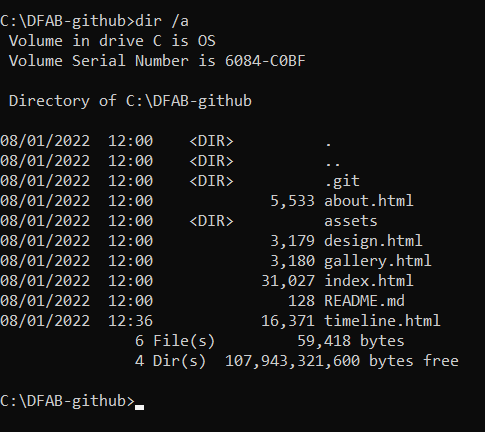 C:\DFAB-github>dir /a
Volume in drive C is OS
Volume Serial Number is 6084-C0BF
Directory of C:\DFAB-github
08/01/2022  12:00    <DIR>          .
08/01/2022  12:00    <DIR>          ..
08/01/2022  12:00    <DIR>          .git
08/01/2022  12:00             5,533 about.html
08/01/2022  12:00    <DIR>          assets
08/01/2022  12:00             3,179 design.html
08/01/2022  12:00             3,180 gallery.html
08/01/2022  12:00            31,027 index.html
08/01/2022  12:00               128 README.md
08/01/2022  12:36            16,371 timeline.html
6 File(s)         59,418 bytes
4 Dir(s)  107,943,321,600 bytes free
C:\DFAB-github>